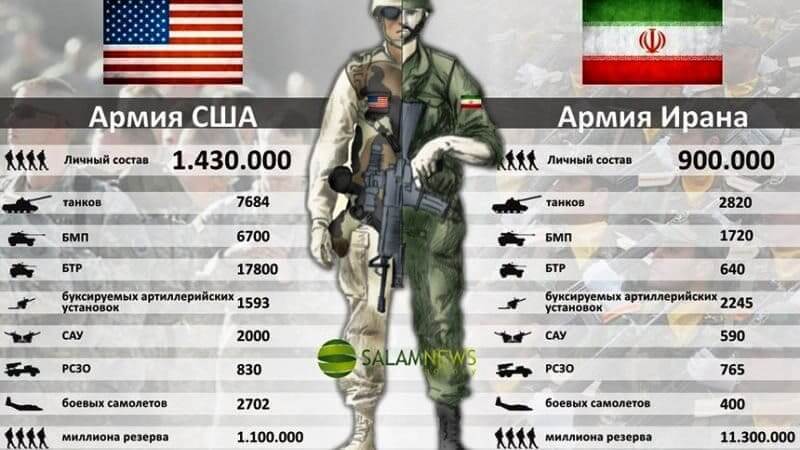 Армия США
Личный состав 1.430.000
танков 7684
БМП 6700
БТР 17800
буксируемых артиллерийских
установок 1593
САУ 2000
РСЗО 830
боевых самолетов 2702
миллиона резерва 1.100.000
Армия Ирана
Личный состав 900.000
танков 2820
БМП 1720
БТР 640
буксируемых артиллерийских
установок 2245
САУ 590
РСЗО 765
боевых самолетов 400
миллиона резерва 11.300.000
SALAMNEWS